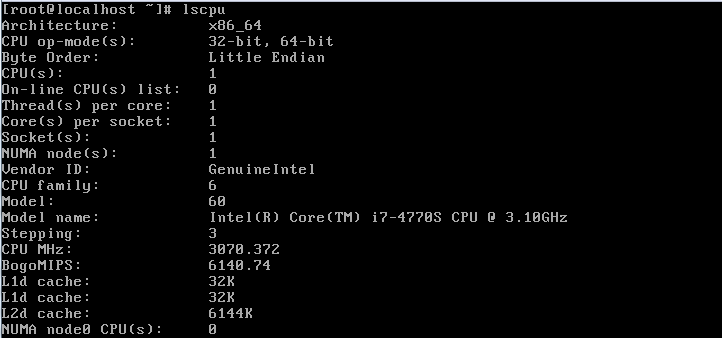 [root@localhost ~]# lscpu
Architecture: x86_64
CPU op-mode(s): 32-bit, 64-bit
Byte Order: Little Endian
CPU(s): 1
On-line CPU(s) list: 0
Thread(s) per core: 1
Core(s) per socket: 1
Socket(s): 1
NUMA node(s): 1
Vendor ID: GenuineIntel
CPU family: 6
Model: 60
Model name: Intel(R) Core(TM) i7-4770S CPU @ 3.10GHz
Stepping: 3
CPU MHz: 3070.372
BogoMIPS: 6140.74
L1d cache: 32K
L1d cache: 32K
L2d cache: 6144K
NUMA node0 CPU(s): 0